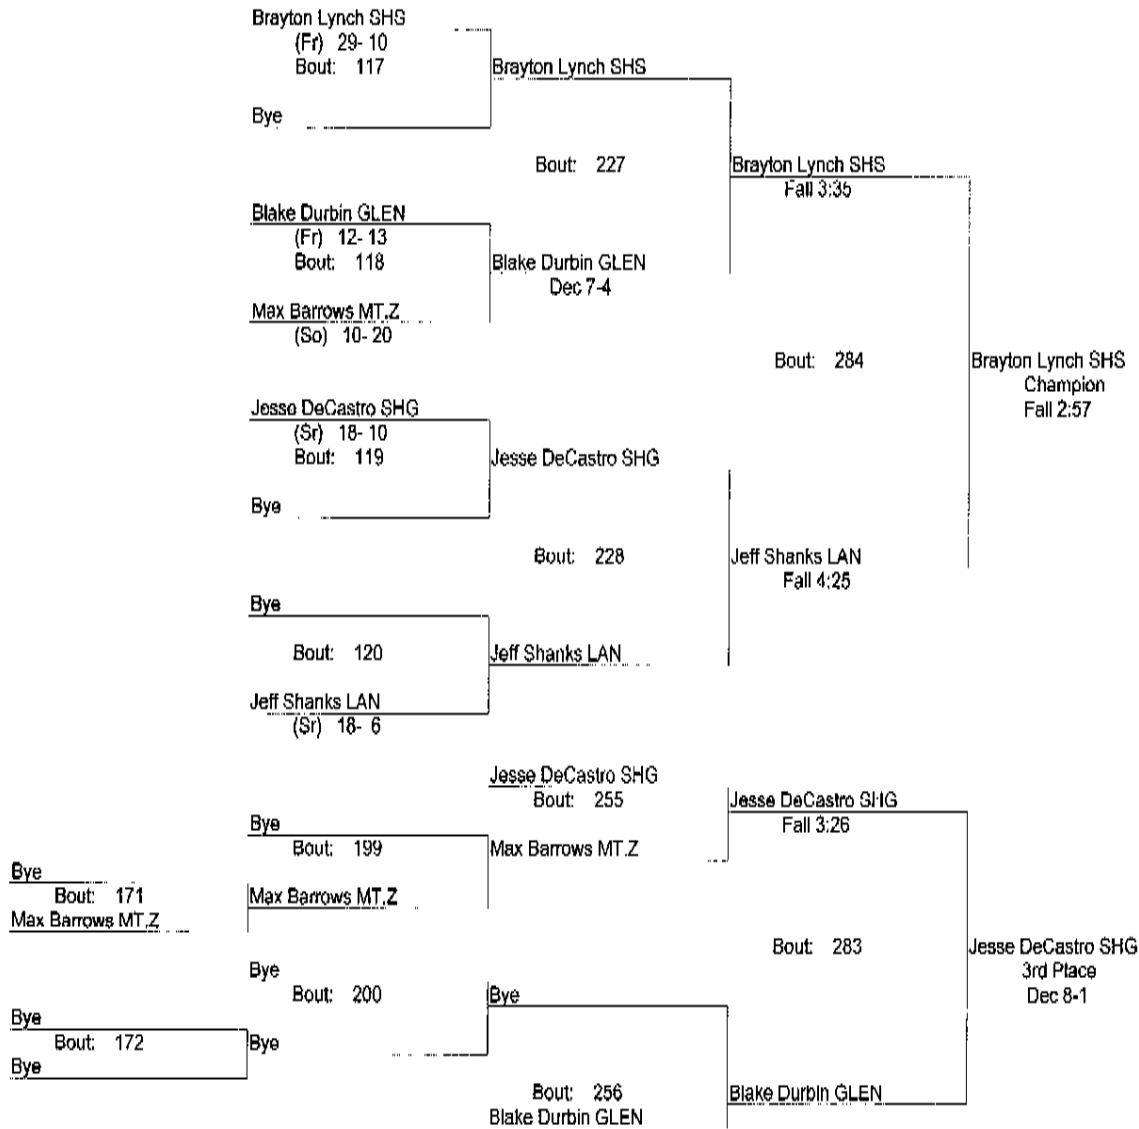 Brayton Lynch SHS
(Fr) 29- 10
Bout: 117
Brayton Lynch SHS
Bye
Bout: 227
Brayton Lynch SHS
Fall 3:35
Blake Durbin GLEN
(Fr) 12- 13
Bout: 118
Blake Durbin GLEN
Dec 7-4
Max Barrows MT.Z
(So) 10- 20
Bout: 284
Brayton Lynch SHS
Champion
Fall 2:57
Jesse DeCastro SHG
(Sr) 18- 10
Bout: 119
Jesse DeCastro SHG
Bye
Bout: 228
Jeff Shanks LAN
Fall 4:25
Bye
Bout: 120
Jeff Shanks LAN
Jeff Shanks LAN
(Sr) 18- 6
Jesse DeCastro SHG
Bout: 255
Jesse DeCastro SHG
Fall 3:26
Bye
Bout: 199
Max Barrows MT.Z
Bye
Bout: 171
Max Barrows MT.Z
Max Barrows MT.Z
Bout: 283
Jesse DeCastro SHG
3rd Place
Dec 8-1
Bye
Bout: 200
Bye
Bye
Bout: 172
Bye
Bye
Bout: 256
Blake Durbin GLEN
Blake Durbin GLEN